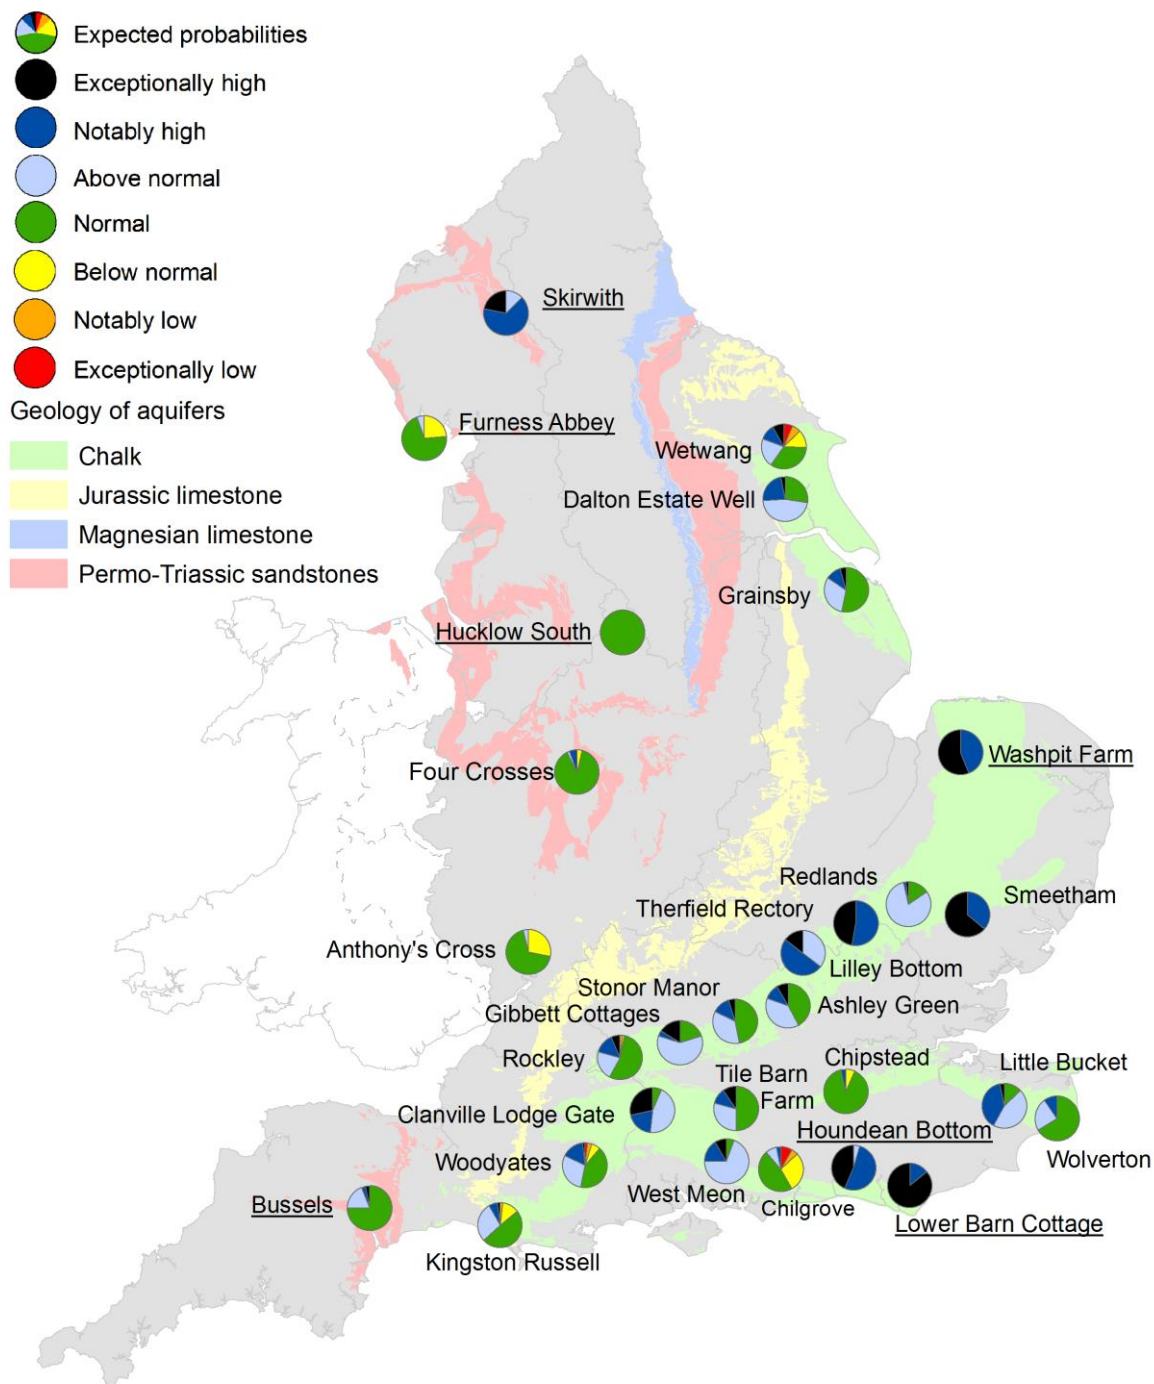 Expected probabilities
Exceptionally high
Notably high
Above normal
Normal
Below normal
Notably low
Exceptionally low
Geology of aquifers
Chalk
Jurassic limestone
Magnesian limestone
Permo-Triassic sandstones
Skirwith
Furness Abbey
Wetwang
Dalton Estate Well
Grainsby
Hucklow South
Four Crosses
Washpit Farm
Redlands
Smeetham
Therfield Rectory
Anthony's Cross
Lilley Bottom
Stonor Manor
Ashley Green
Gibbett Cottages
Rockley
Chipstead
Little Bucket
Tile Barn
Farm
Clanville Lodge Gate
Houndean Bottom
Wolverton
Woodyates
West Meon
Chilgrove
Bussels
Lower Barn Cottage
Kingston Russell